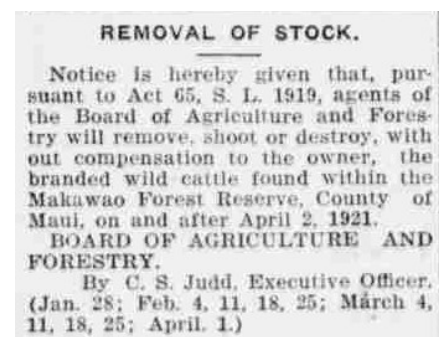 REMOVAL OF STOCK.
Notice is hereby given that, pur-
suant to Act 65, S. L. 1919, agents of
the Board of Agriculture and Fores-
try will remove, shoot or destroy, with
out compensation to the owner, the
branded wild cattle found within the
Makawao Forest Reserve, County of
Maui, on and after April 2, 1921.
BOARD OF AGRICULTURE AND
FORESTRY.
By C. S. Judd, Executive Officer.
(Jan. 28; Feb. 4, 11, 18, 25; March 4,
11, 18, 25; April. 1.)